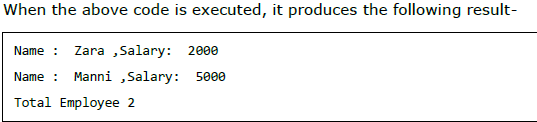 When the above code is executed, it produces the following result-
Name :  Zara ,Salary:  2000
Name :  Manni ,Salary:  5000
Total Employee 2